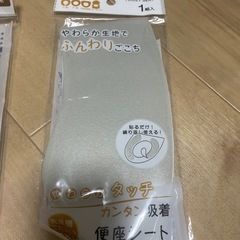 1組入
やわらか生地で
ふんわりごこち
貼るだけ!
繰り返し使える!
タッチ
カンタン吸着
便座シート